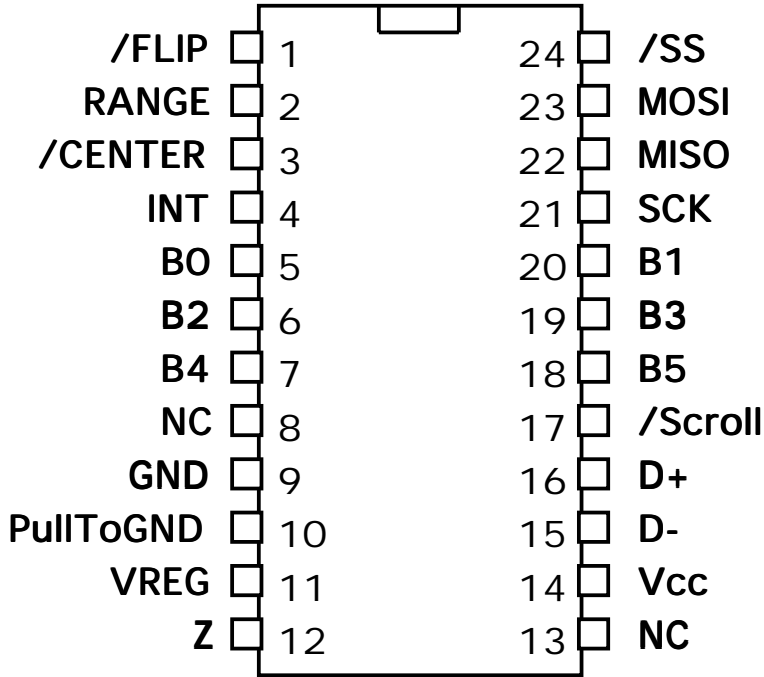 /FLIP 1 24 /SS
RANGE 2 23 MOSI
/CENTER 3 22 MISO
INT 4 21 SCK
B0 5 20 B1
B2 6 19 B3
B4 7 18 B5
NC 8 17 /Scroll
GND 9 16 D+
PullToGND 10 15 D-
VREG 11 14 Vcc
Z 12 13 NC